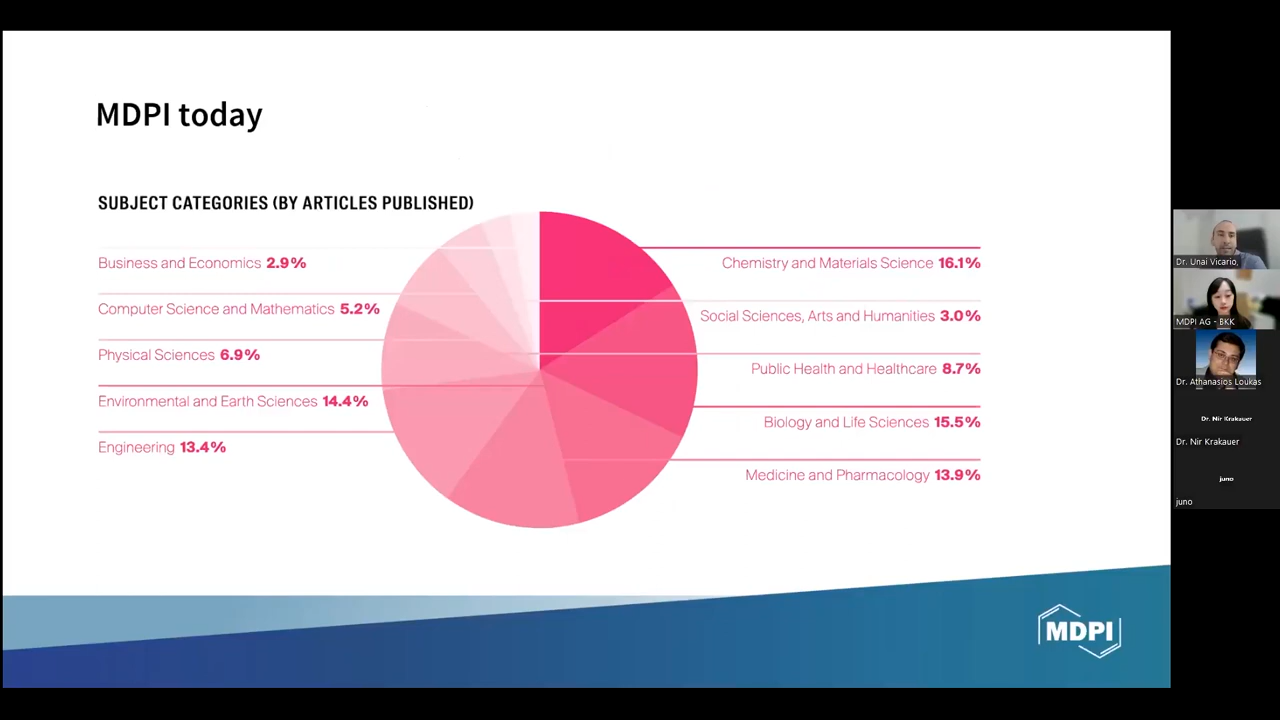 MDPI today
SUBJECT CATEGORIES (BY ARTICLES PUBLISHED)
Business and Economics 2.9%
Computer Science and Mathematics 5.2%
Physical Sciences 6.9%
Environmental and Earth Sciences 14.4%
Engineering 13.4%
Chemistry and Materials Science 16.1%
Social Sciences, Arts and Humanities 3.0%
Public Health and Healthcare 8.7%
Biology and Life Sciences 15.5%
Medicine and Pharmacology 13.9%
MDPI
Dr. Unai Vicario,
MDPI AG - BKK
Dr. Athanasios Loukas
Dr. Nir Krakauer
Dr. Nir Krakauer
juno
juno